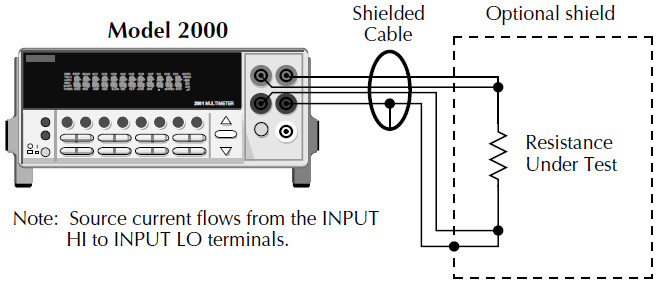 Model 2000
Shielded
Cable
Optional shield
2001 MULTIMETER
Resistance
Under Test
Note: Source current flows from the INPUT
HI to INPUT LO terminals.